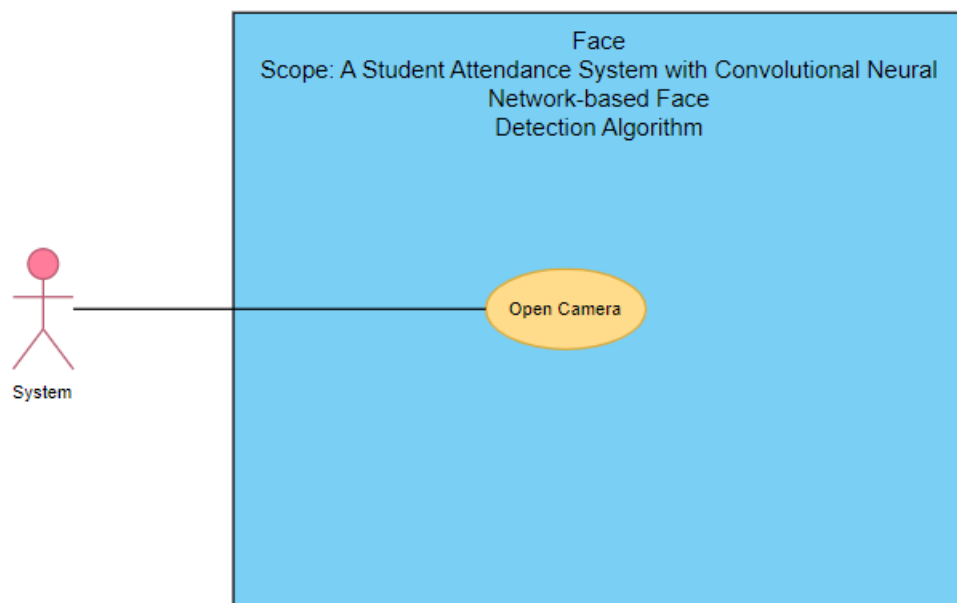 Face
Scope: A Student Attendance System with Convolutional Neural
Network-based Face
Detection Algorithm
Open Camera
System